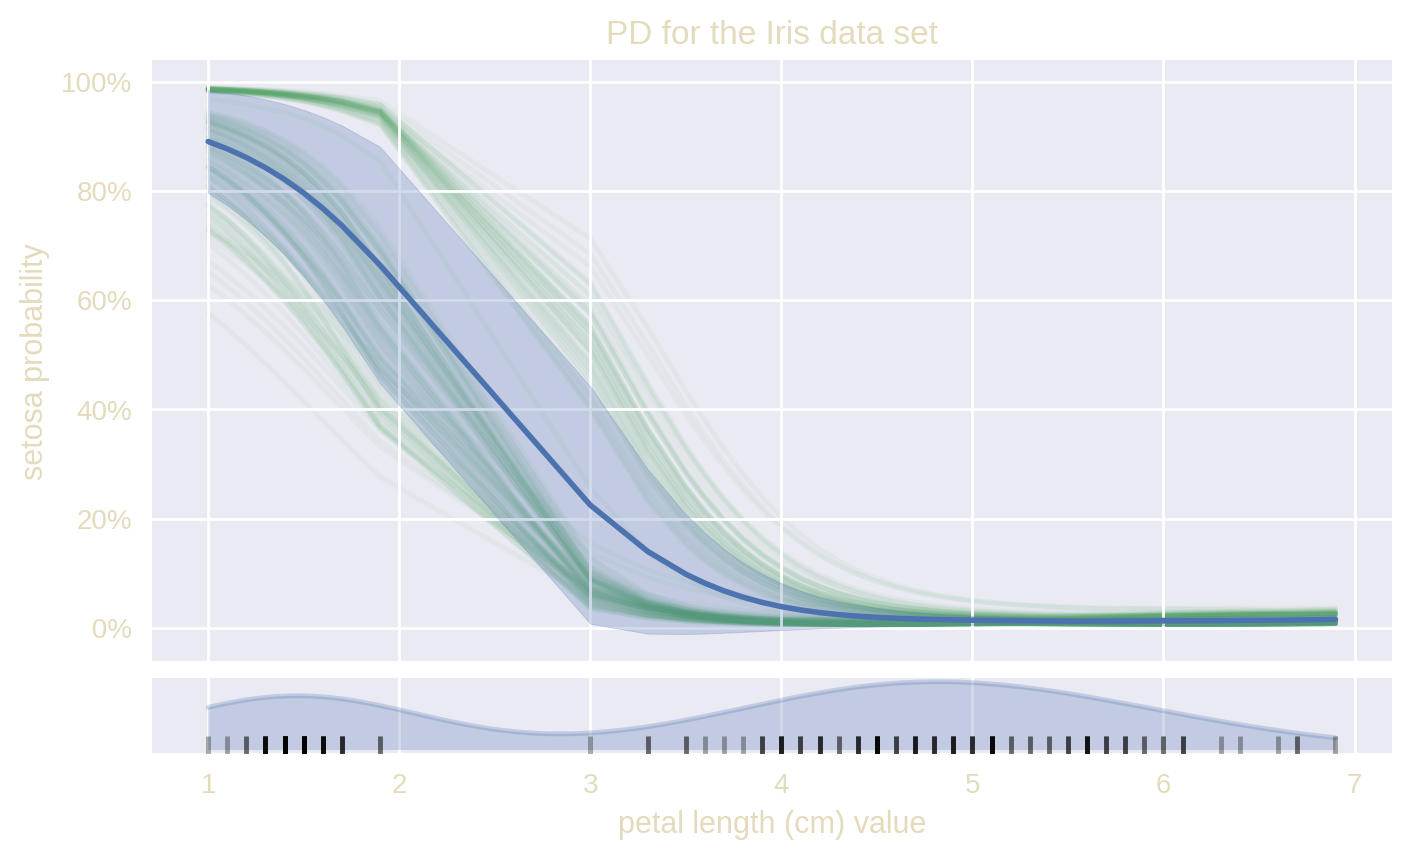 PD for the Iris data set
100%
80%
60%
40%
20%
0%
setosa probability
1 2 3 4 5 6 7
petal length (cm) value